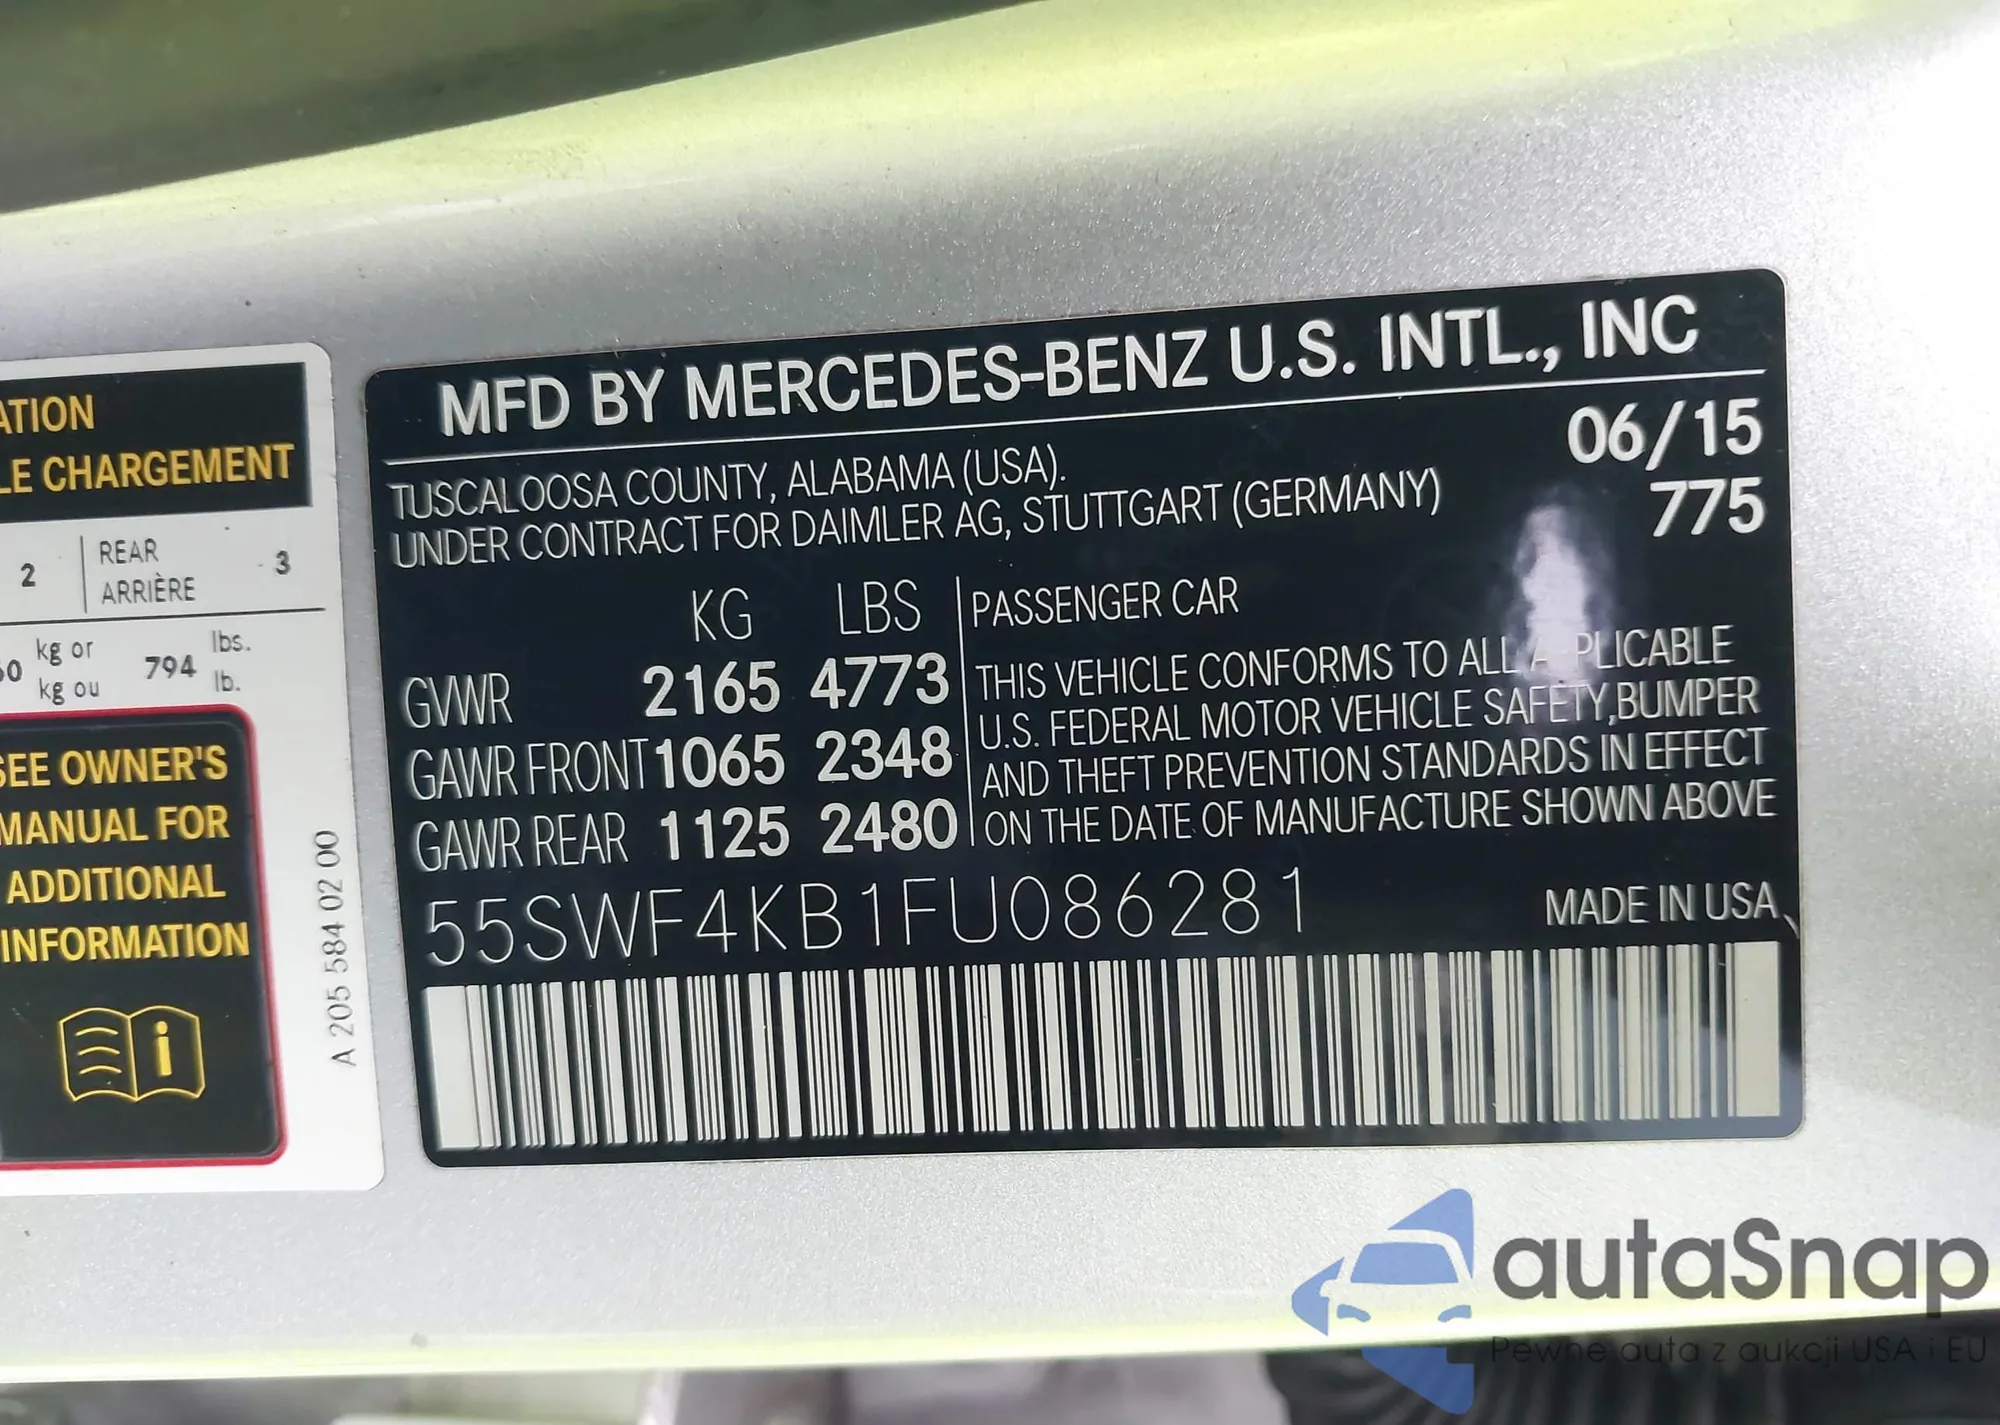 ATION
LE CHARGEMENT
2 REAR 3
ARRIÈRE
kg or 794 lbs.
kg ou lb.
SEE OWNER'S
MANUAL FOR
ADDITIONAL
INFORMATION
A 205 584 02 00
MFD BY MERCEDES-BENZ U.S. INTL., INC
06/15
TUSCALOOSA COUNTY, ALABAMA (USA).
UNDER CONTRACT FOR DAIMLER AG, STUTTGART (GERMANY)
775
KG LBS
GVWR 2165 4773
GAWR FRONT 1065 2348
GAWR REAR 1125 2480
PASSENGER CAR
THIS VEHICLE CONFORMS TO ALL APPLICABLE
U.S. FEDERAL MOTOR VEHICLE SAFETY,BUMPER
AND THEFT PREVENTION STANDARDS IN EFFECT
ON THE DATE OF MANUFACTURE SHOWN ABOVE
55SWF4KB1FU086281
MADE IN USA
autaSnap
Pewne auta z aukcji USA i EU